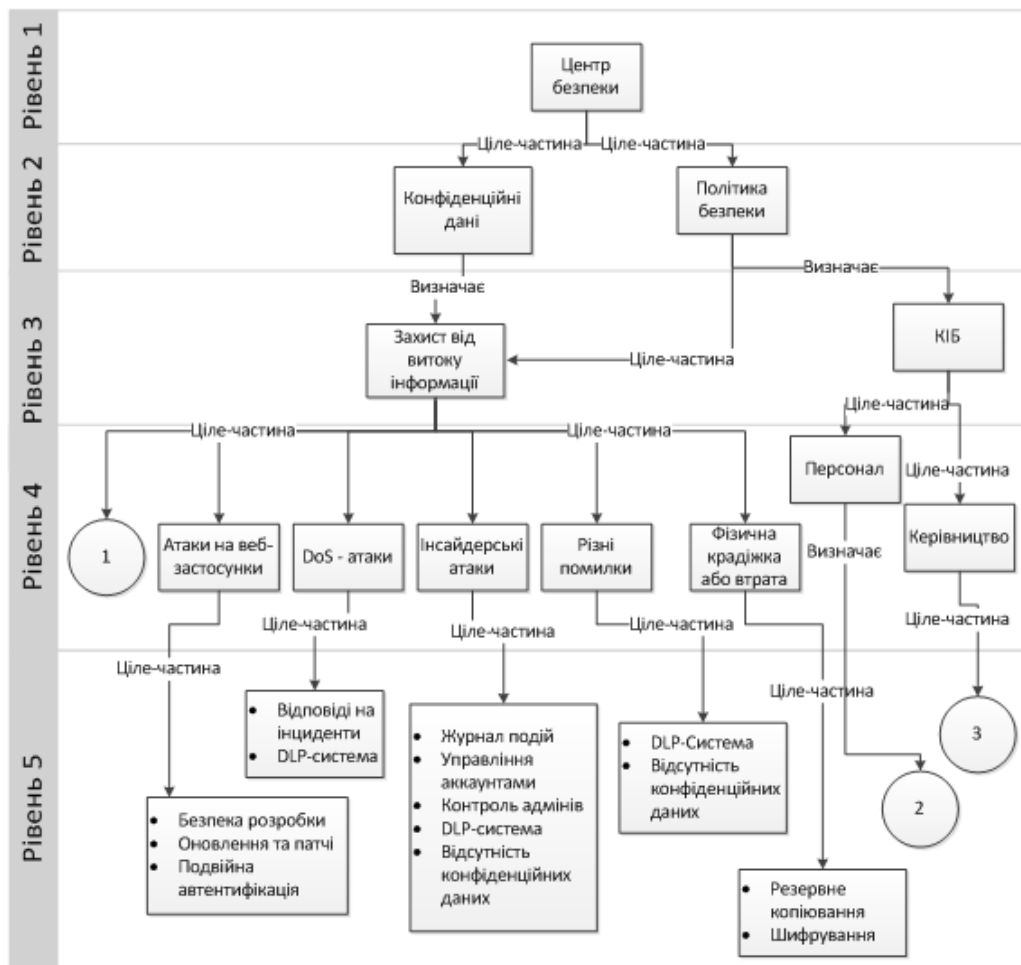 Рівень 1
Центр
безпеки
Ціле-частина
Ціле-частина
Рівень 2
Конфіденційні
дані
Політика
безпеки
Визначає
Визначає
Рівень 3
Захист від
витоку
інформації
Ціле-частина
КІБ
Ціле-частина
Ціле-частина
Ціле-частина
Рівень 4
Персонал
Ціле-частина
1
Атаки на веб-
застосунки
DoS - атаки
Інсайдерські
атаки
Різні
помилки
Фізична
крадіжка
або втрата
Визначає
Керівництво
Ціле-частина
Ціле-частина
Ціле-частина
Ціле-частина
Ціле-частина
Ціле-частина
Рівень 5
• Відповіді на
інциденти
• DLP-система
• Безпека розробки
• Оновлення та патчі
• Подвійна
автентифікація
• Журнал подій
• Управління
аккаунтами
• Контроль адмінів
• DLP-система
• Відсутність
конфіденційних
даних
• DLP-Система
• Відсутність
конфіденційних
даних
3
2
• Резервне
копіювання
• Шифрування